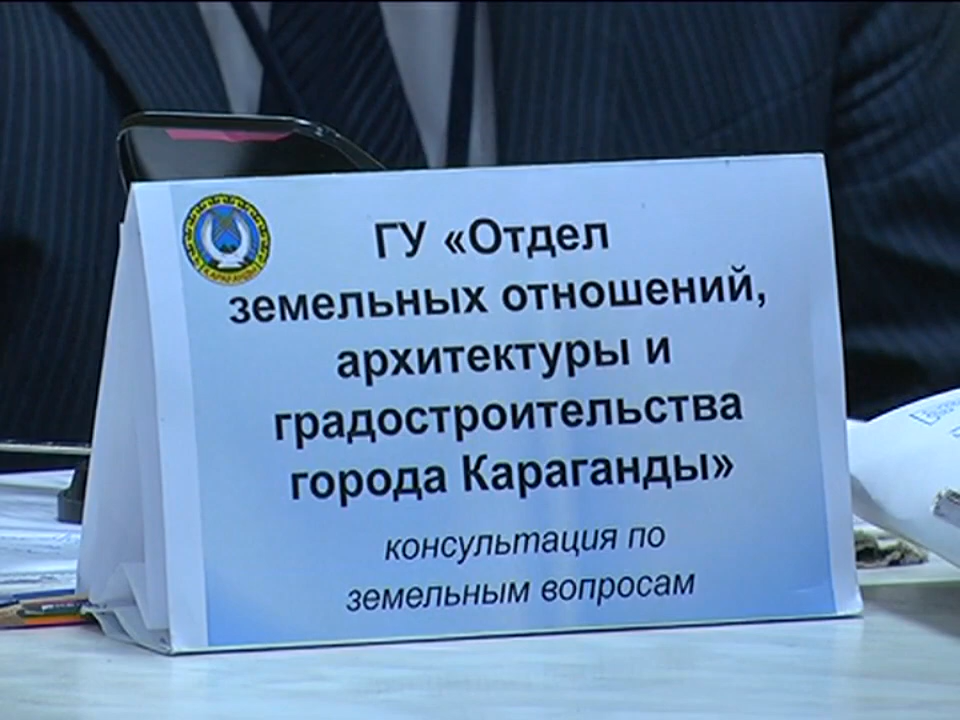 ГУ «Отдел
земельных отношений,
архитектуры и
градостроительства
города Караганды»
консультация по
земельным вопросам